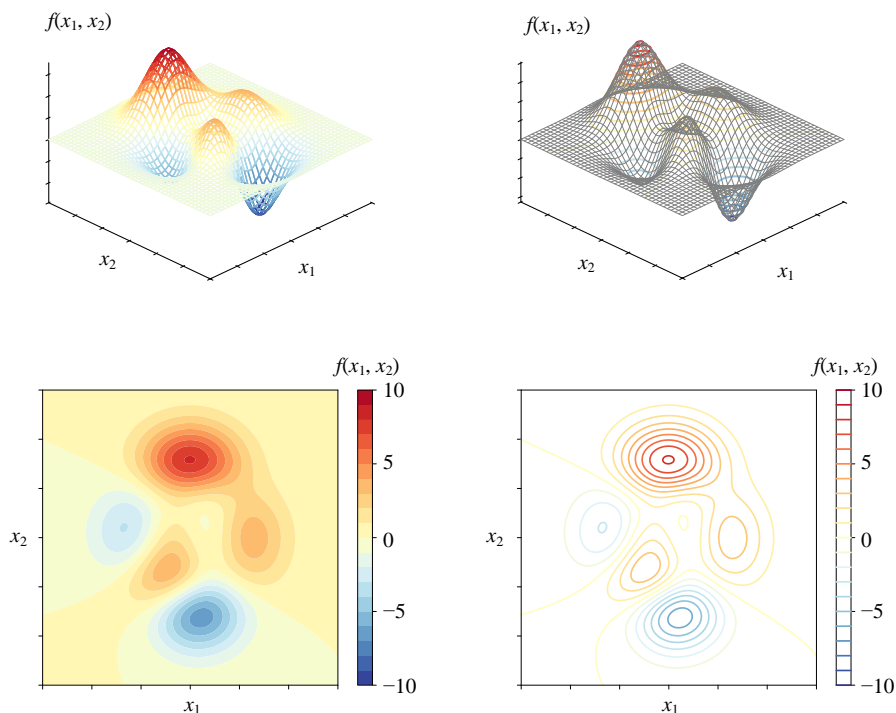 f(x₁, x₂)
x₂
x₁
f(x₁, x₂)
x₂
x₁
f(x₁, x₂)
10
5
0
−5
−10
x₂
x₁
f(x₁, x₂)
10
5
0
−5
−10
x₂
x₁